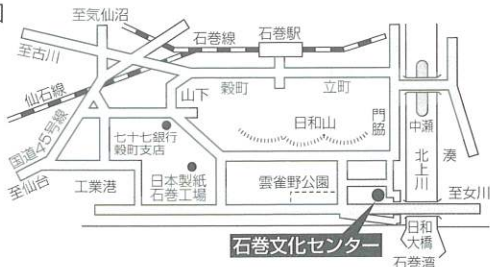 至気仙沼
石巻線
石巻駅
至古川
仙石線
山下
穀町
立町
国道45号線
七十七銀行
穀町支店
日和山
門脇
中瀬
北上川
湊
至仙台
工業港
日本製紙
石巻工場
雲雀野公園
至女川
石巻文化センター
日和
大橋
石巻湾